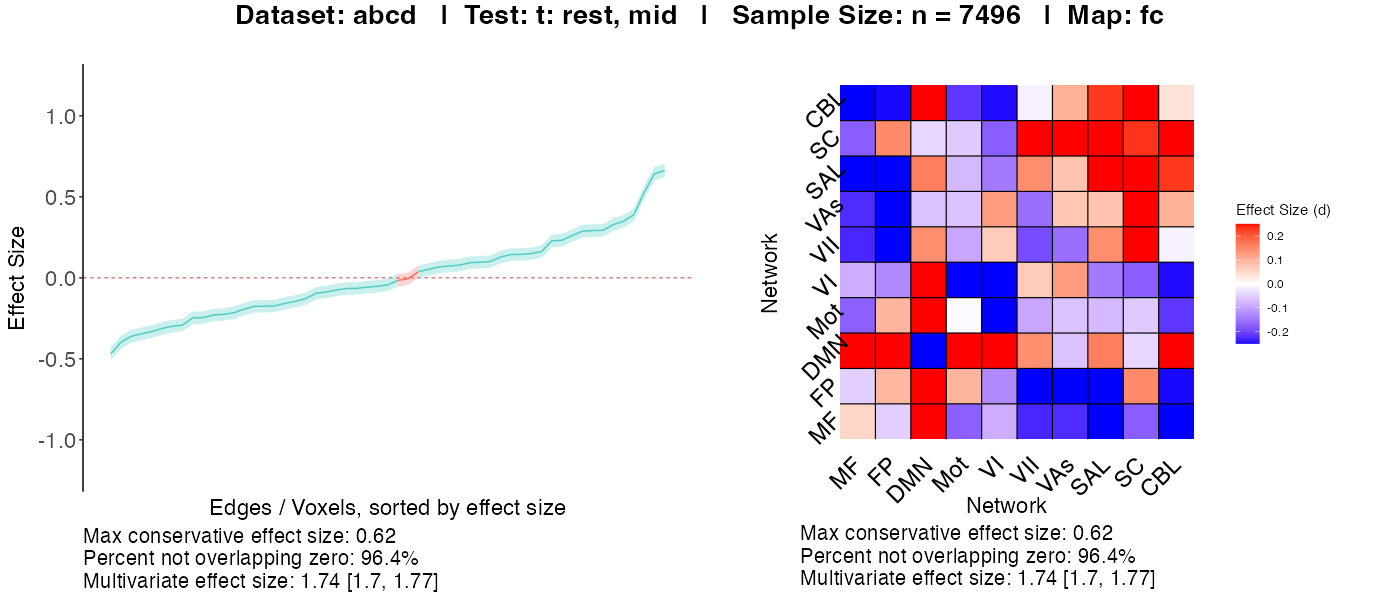 Dataset: abcd | Test: t: rest, mid | Sample Size: n = 7496 | Map: fc
Effect Size
1.0
0.5
0.0
-0.5
-1.0
Edges / Voxels, sorted by effect size
Max conservative effect size: 0.62
Percent not overlapping zero: 96.4%
Multivariate effect size: 1.74 [1.7, 1.77]
Network
CBL
SC
SAL
VAs
VII
VI
Mot
DMN
FP
MF
MF
FP
DMN
Mot
VI
VII
VAs
SAL
SC
CBL
Network
Effect Size (d)
0.2
0.1
0.0
-0.1
-0.2
Max conservative effect size: 0.62
Percent not overlapping zero: 96.4%
Multivariate effect size: 1.74 [1.7, 1.77]